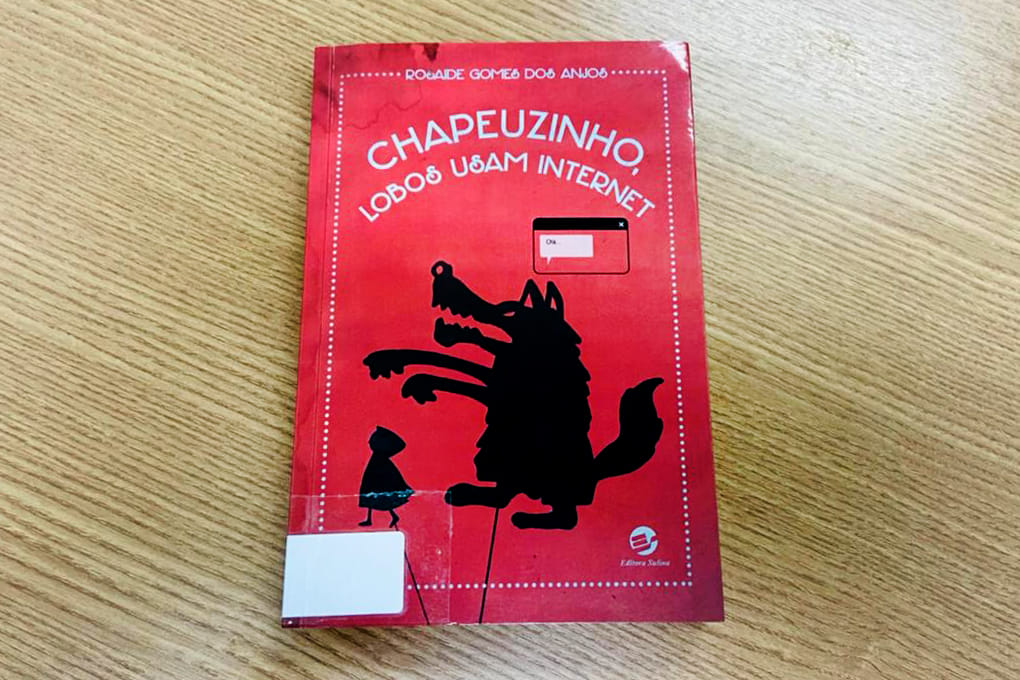 ROSAIDE GOMES DOS ANJOS
CHAPEUZINHO,
LOBOS USAM INTERNET
Olá...
Editora Sulina